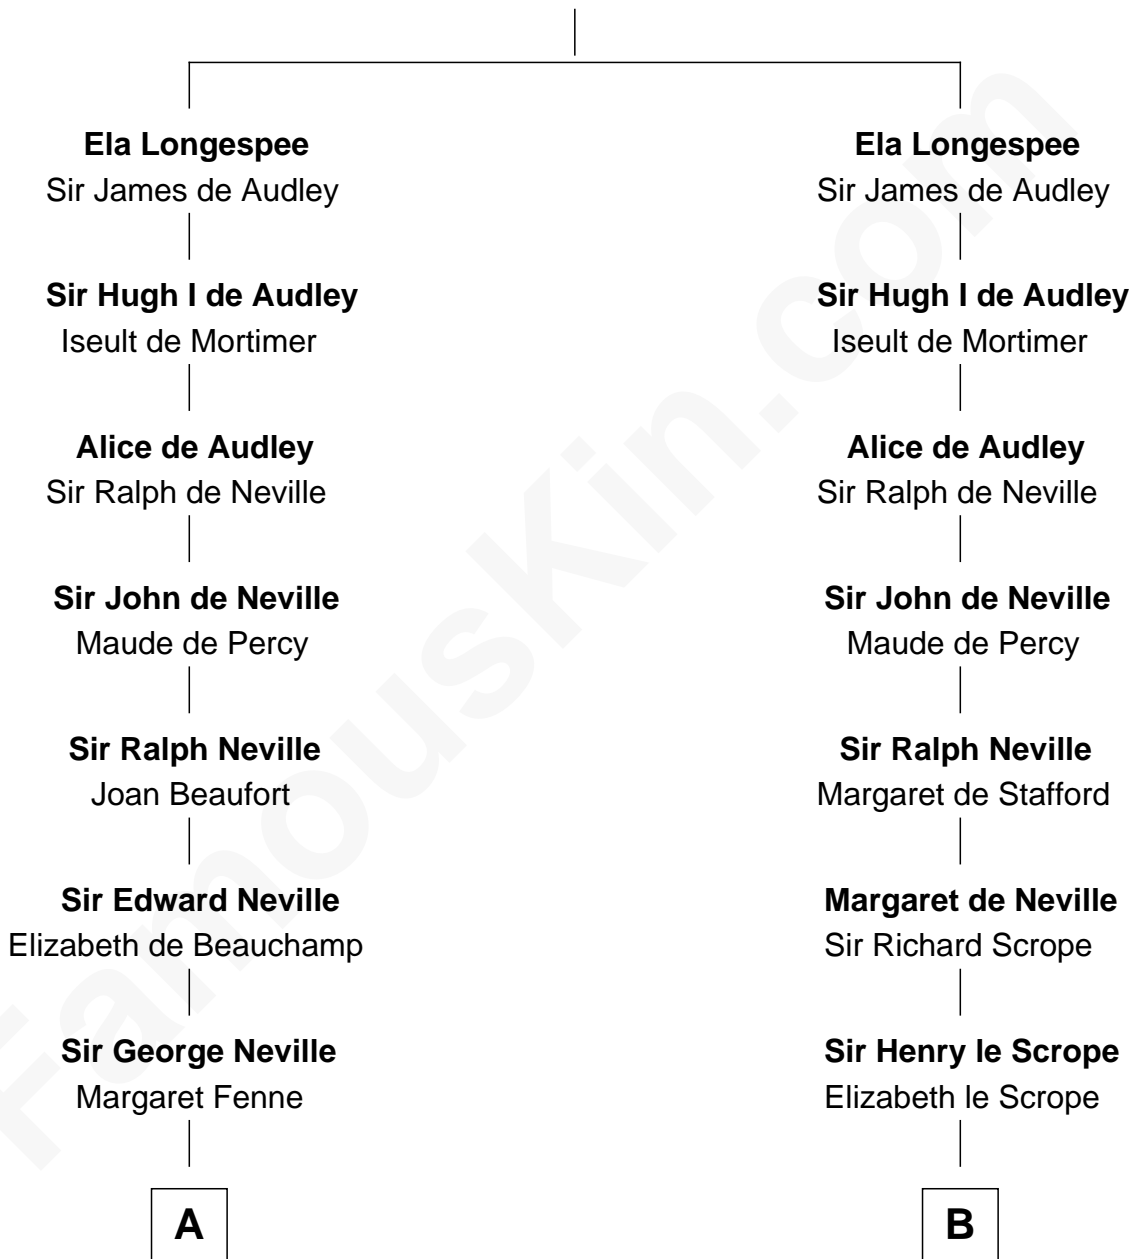 Ela Longespee
Sir James de Audley
Sir Hugh I de Audley
Iseult de Mortimer
Alice de Audley
Sir Ralph de Neville
Sir John de Neville
Maude de Percy
Sir Ralph Neville
Joan Beaufort
Sir Edward Neville
Elizabeth de Beauchamp
Sir George Neville
Margaret Fenne
A
Ela Longespee
Sir James de Audley
Sir Hugh I de Audley
Iseult de Mortimer
Alice de Audley
Sir Ralph de Neville
Sir John de Neville
Maude de Percy
Sir Ralph Neville
Margaret de Stafford
Margaret de Neville
Sir Richard Scrope
Sir Henry le Scrope
Elizabeth le Scrope
B
FamousKin.com